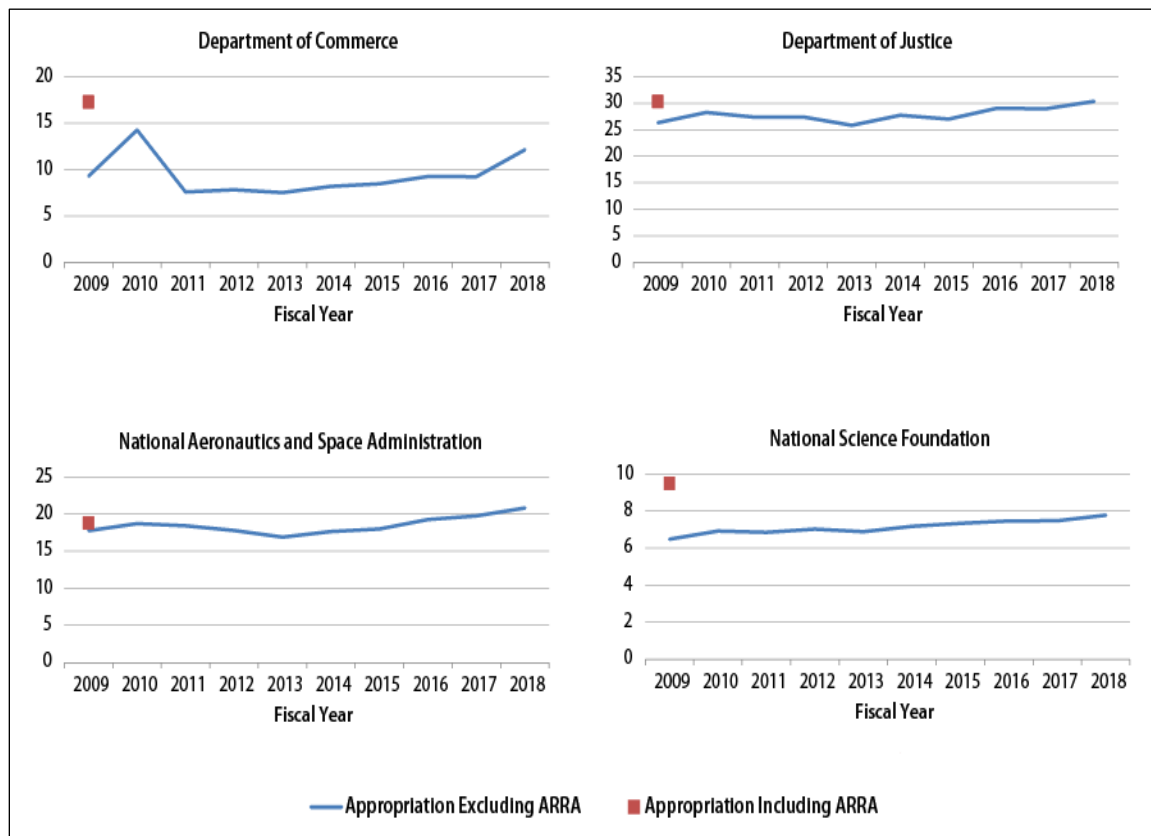 Department of Commerce
20
15
10
5
0
2009 2010 2011 2012 2013 2014 2015 2016 2017 2018
Fiscal Year
Department of Justice
35
30
25
20
15
10
5
0
2009 2010 2011 2012 2013 2014 2015 2016 2017 2018
Fiscal Year
National Aeronautics and Space Administration
25
20
15
10
5
0
2009 2010 2011 2012 2013 2014 2015 2016 2017 2018
Fiscal Year
National Science Foundation
10
8
6
4
2
0
2009 2010 2011 2012 2013 2014 2015 2016 2017 2018
Fiscal Year
Appropriation Excluding ARRA
Appropriation Including ARRA